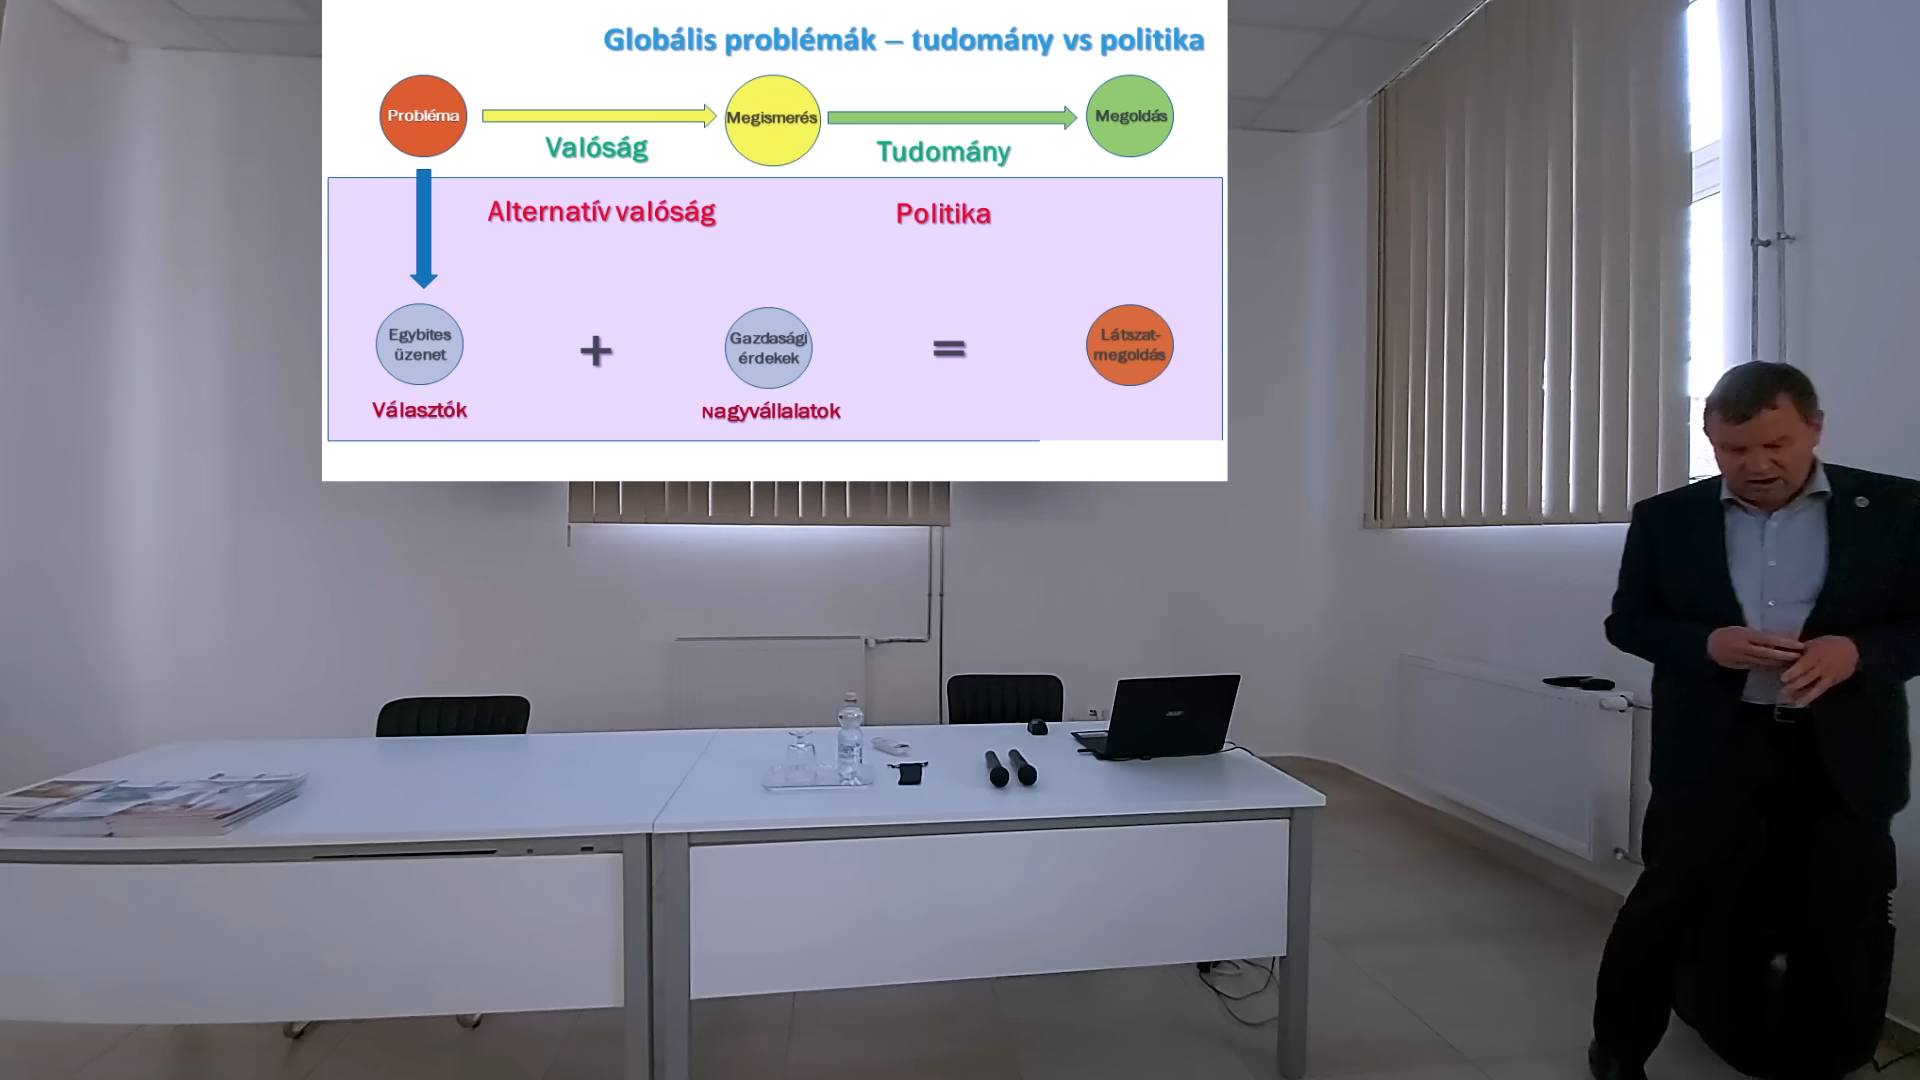 Globális problémák – tudomány vs politika
Probléma
Megismerés
Megoldás
Valóság
Tudomány
Alternatív valóság
Politika
Egybites
üzenet
+
Gazdasági
érdekek
=
Látszat-
megoldás
Választók
Nagyvállalatok
acer